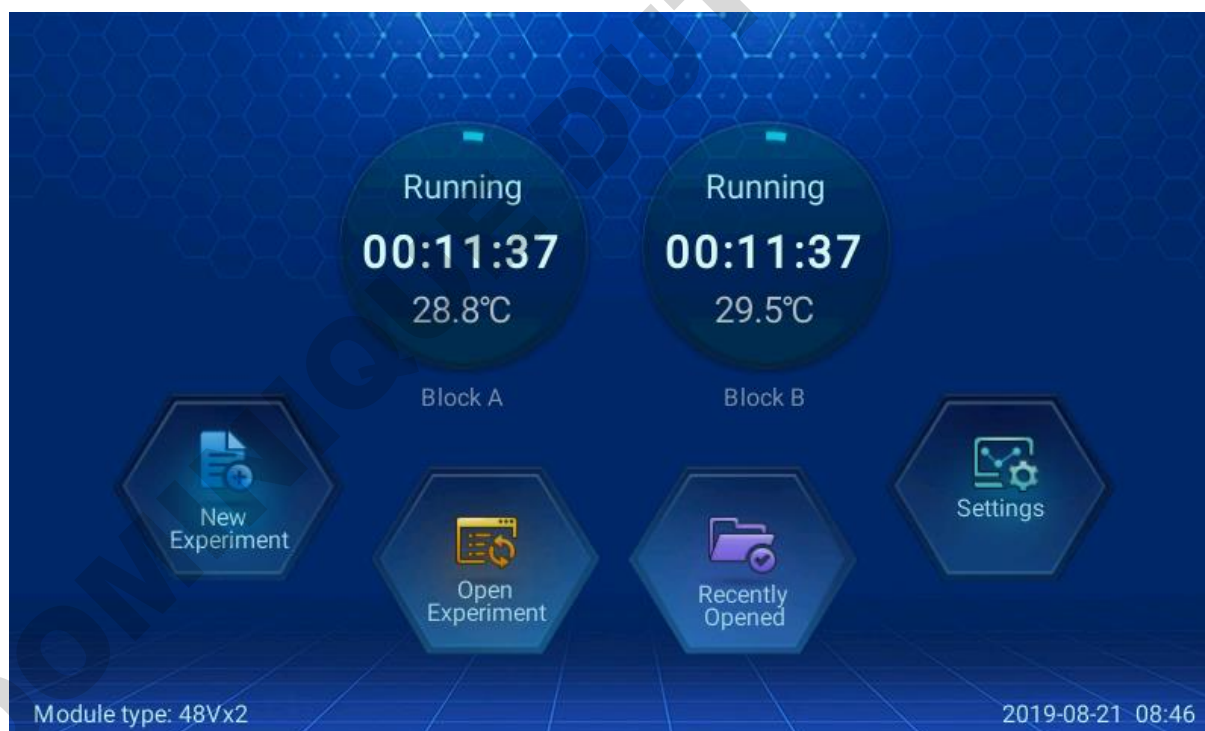 Running
00:11:37
28.8℃
Block A
Running
00:11:37
29.5℃
Block B
New
Experiment
Open
Experiment
Recently
Opened
Settings
Module type: 48Vx2
2019-08-21 08:46